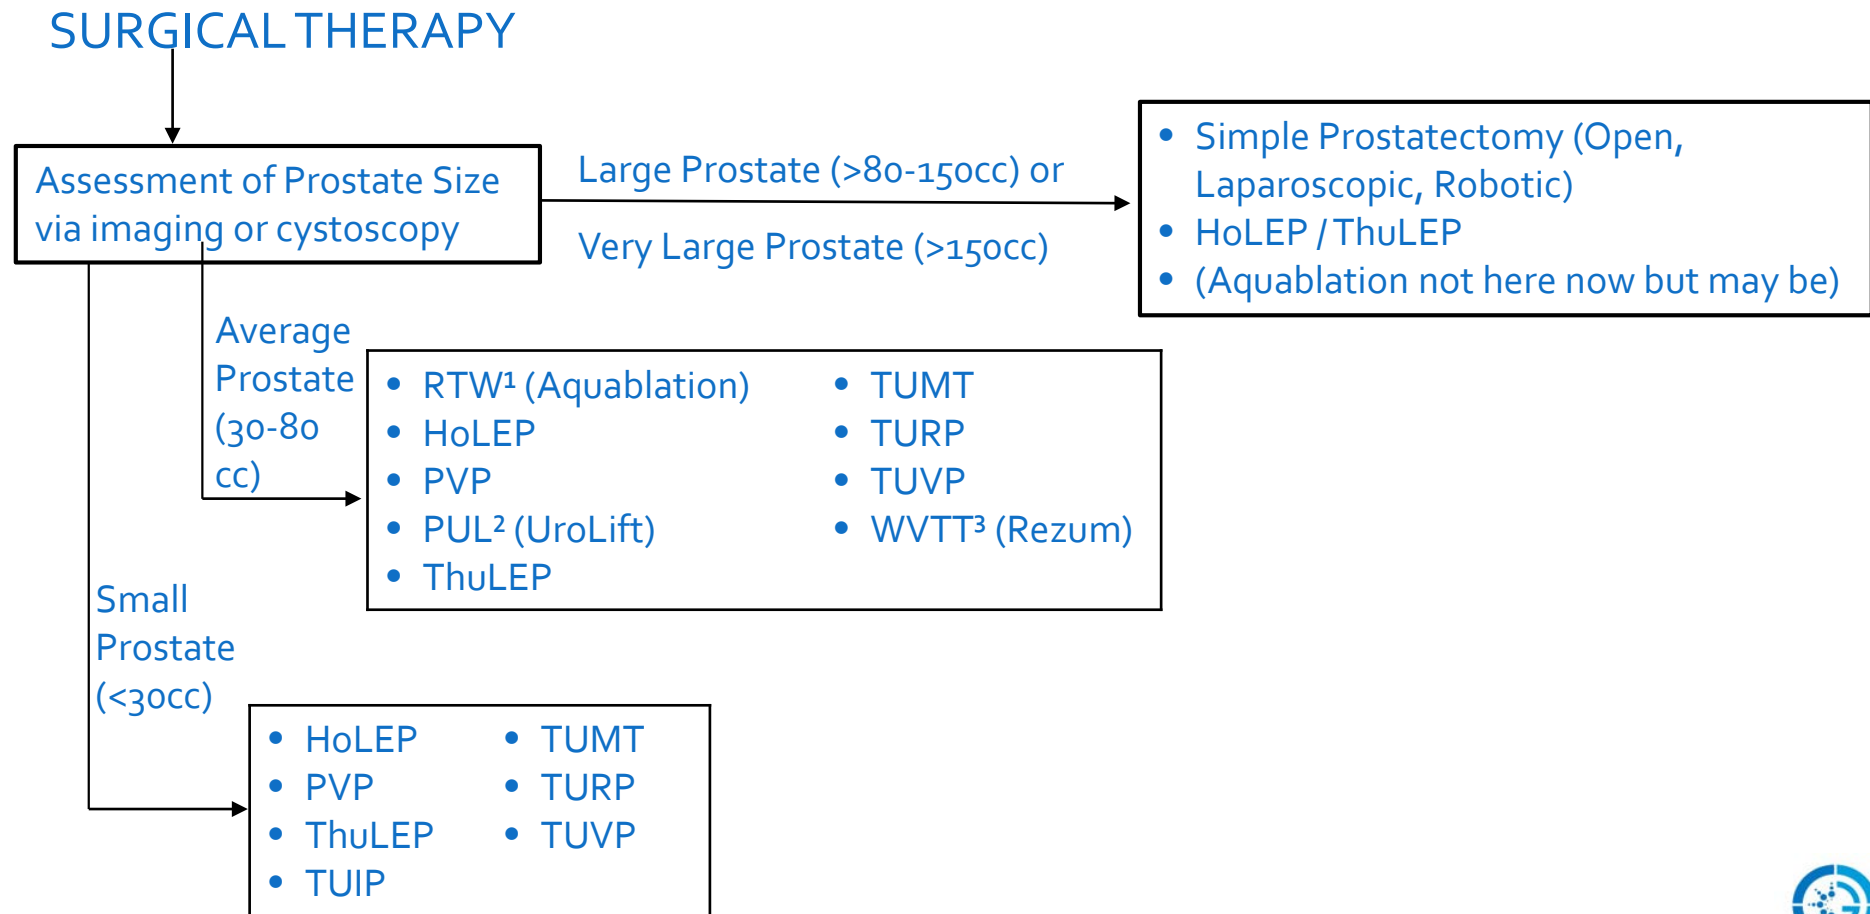 SURGICAL THERAPY
Assessment of Prostate Size
via imaging or cystoscopy
Large Prostate (>80-150cc) or
Very Large Prostate (>150cc)
• Simple Prostatectomy (Open,
Laparoscopic, Robotic)
• HoLEP / ThuLEP
• (Aquablation not here now but may be)
Average
Prostate
(30-80
cc)
• RTW¹ (Aquablation)
• HoLEP
• PVP
• PUL² (UroLift)
• ThuLEP
• TUMT
• TURP
• TUVP
• WVTT³ (Rezum)
Small
Prostate
(<30cc)
• HoLEP
• PVP
• ThuLEP
• TUIP
• TUMT
• TURP
• TUVP